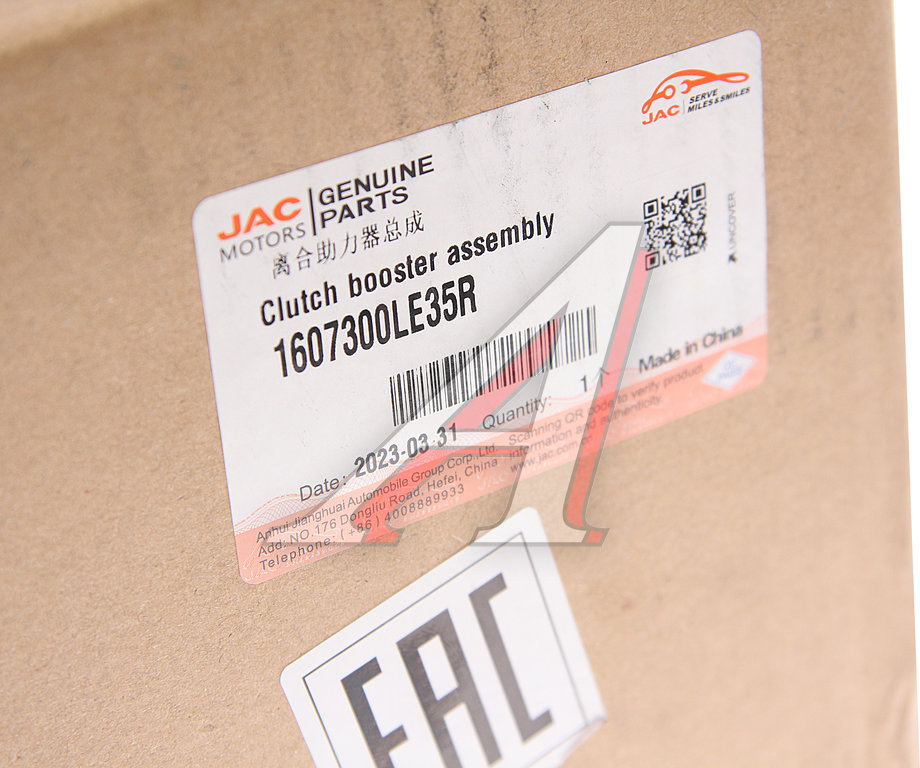 JAC
SERVE
MILES & SMILES
JAC
MOTORS
GENUINE
PARTS
离合助力器总成
Clutch booster assembly
1607300LE35R
UNCOVER
Made in China
QC
PASS
Date: 2023-03-31
Quantity: 1
Scanning QR code to verify product
information and authenticity.
www.jac.com.cn
Anhui Jianghuai Automobile Group Corp., Ltd.
Add: NO.176 Dongliu Road, Hefei, China
Telephone: (+86) 4008889933
EAC